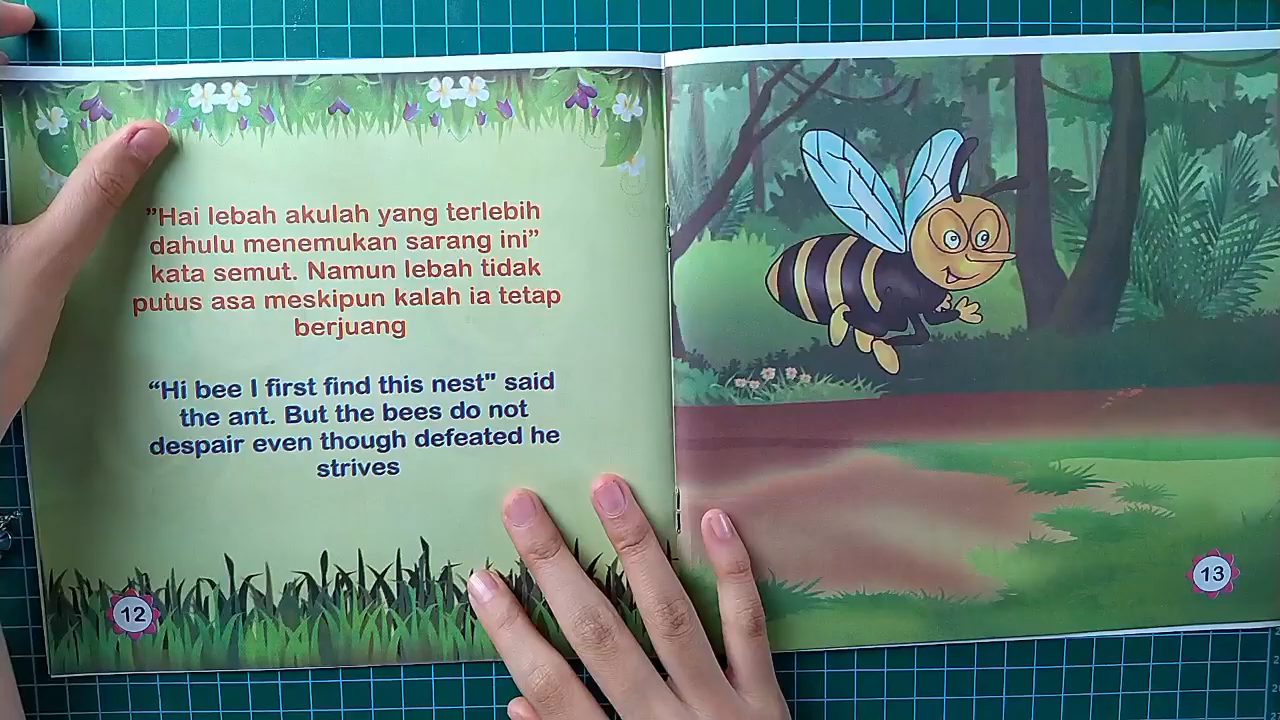 ”Hai lebah akulah yang terlebih
dahulu menemukan sarang ini”
kata semut. Namun lebah tidak
putus asa meskipun kalah ia tetap
berjuang
“Hi bee I first find this nest" said
the ant. But the bees do not
despair even though defeated he
strives
12
13